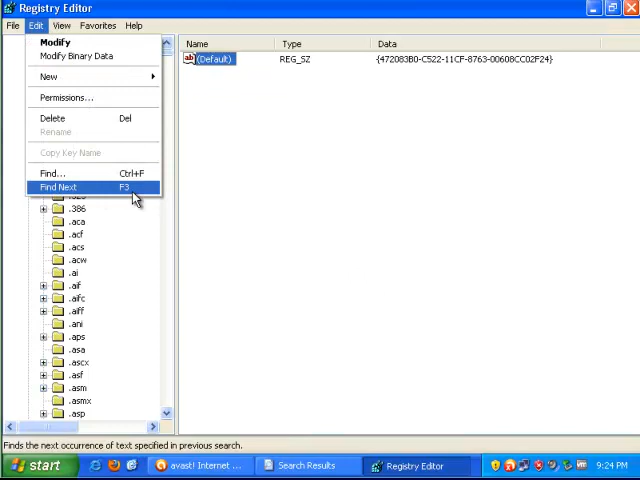 Registry Editor
File Edit View Favorites Help
Modify
Modify Binary Data
New
Permissions...
Delete Del
Rename
Copy Key Name
Find... Ctrl+F
Find Next F3
Name Type Data
(Default) REG_SZ {472083B0-C522-11CF-8763-00608CC02F24}
.386
.aca
.acf
.acs
.acw
.ai
.aif
.aifc
.aiff
.ani
.aps
.asa
.ascx
.asf
.asm
.asmx
.asp
Finds the next occurrence of text specified in previous search.
start
avast! Internet ...
Search Results
Registry Editor
9:24 PM